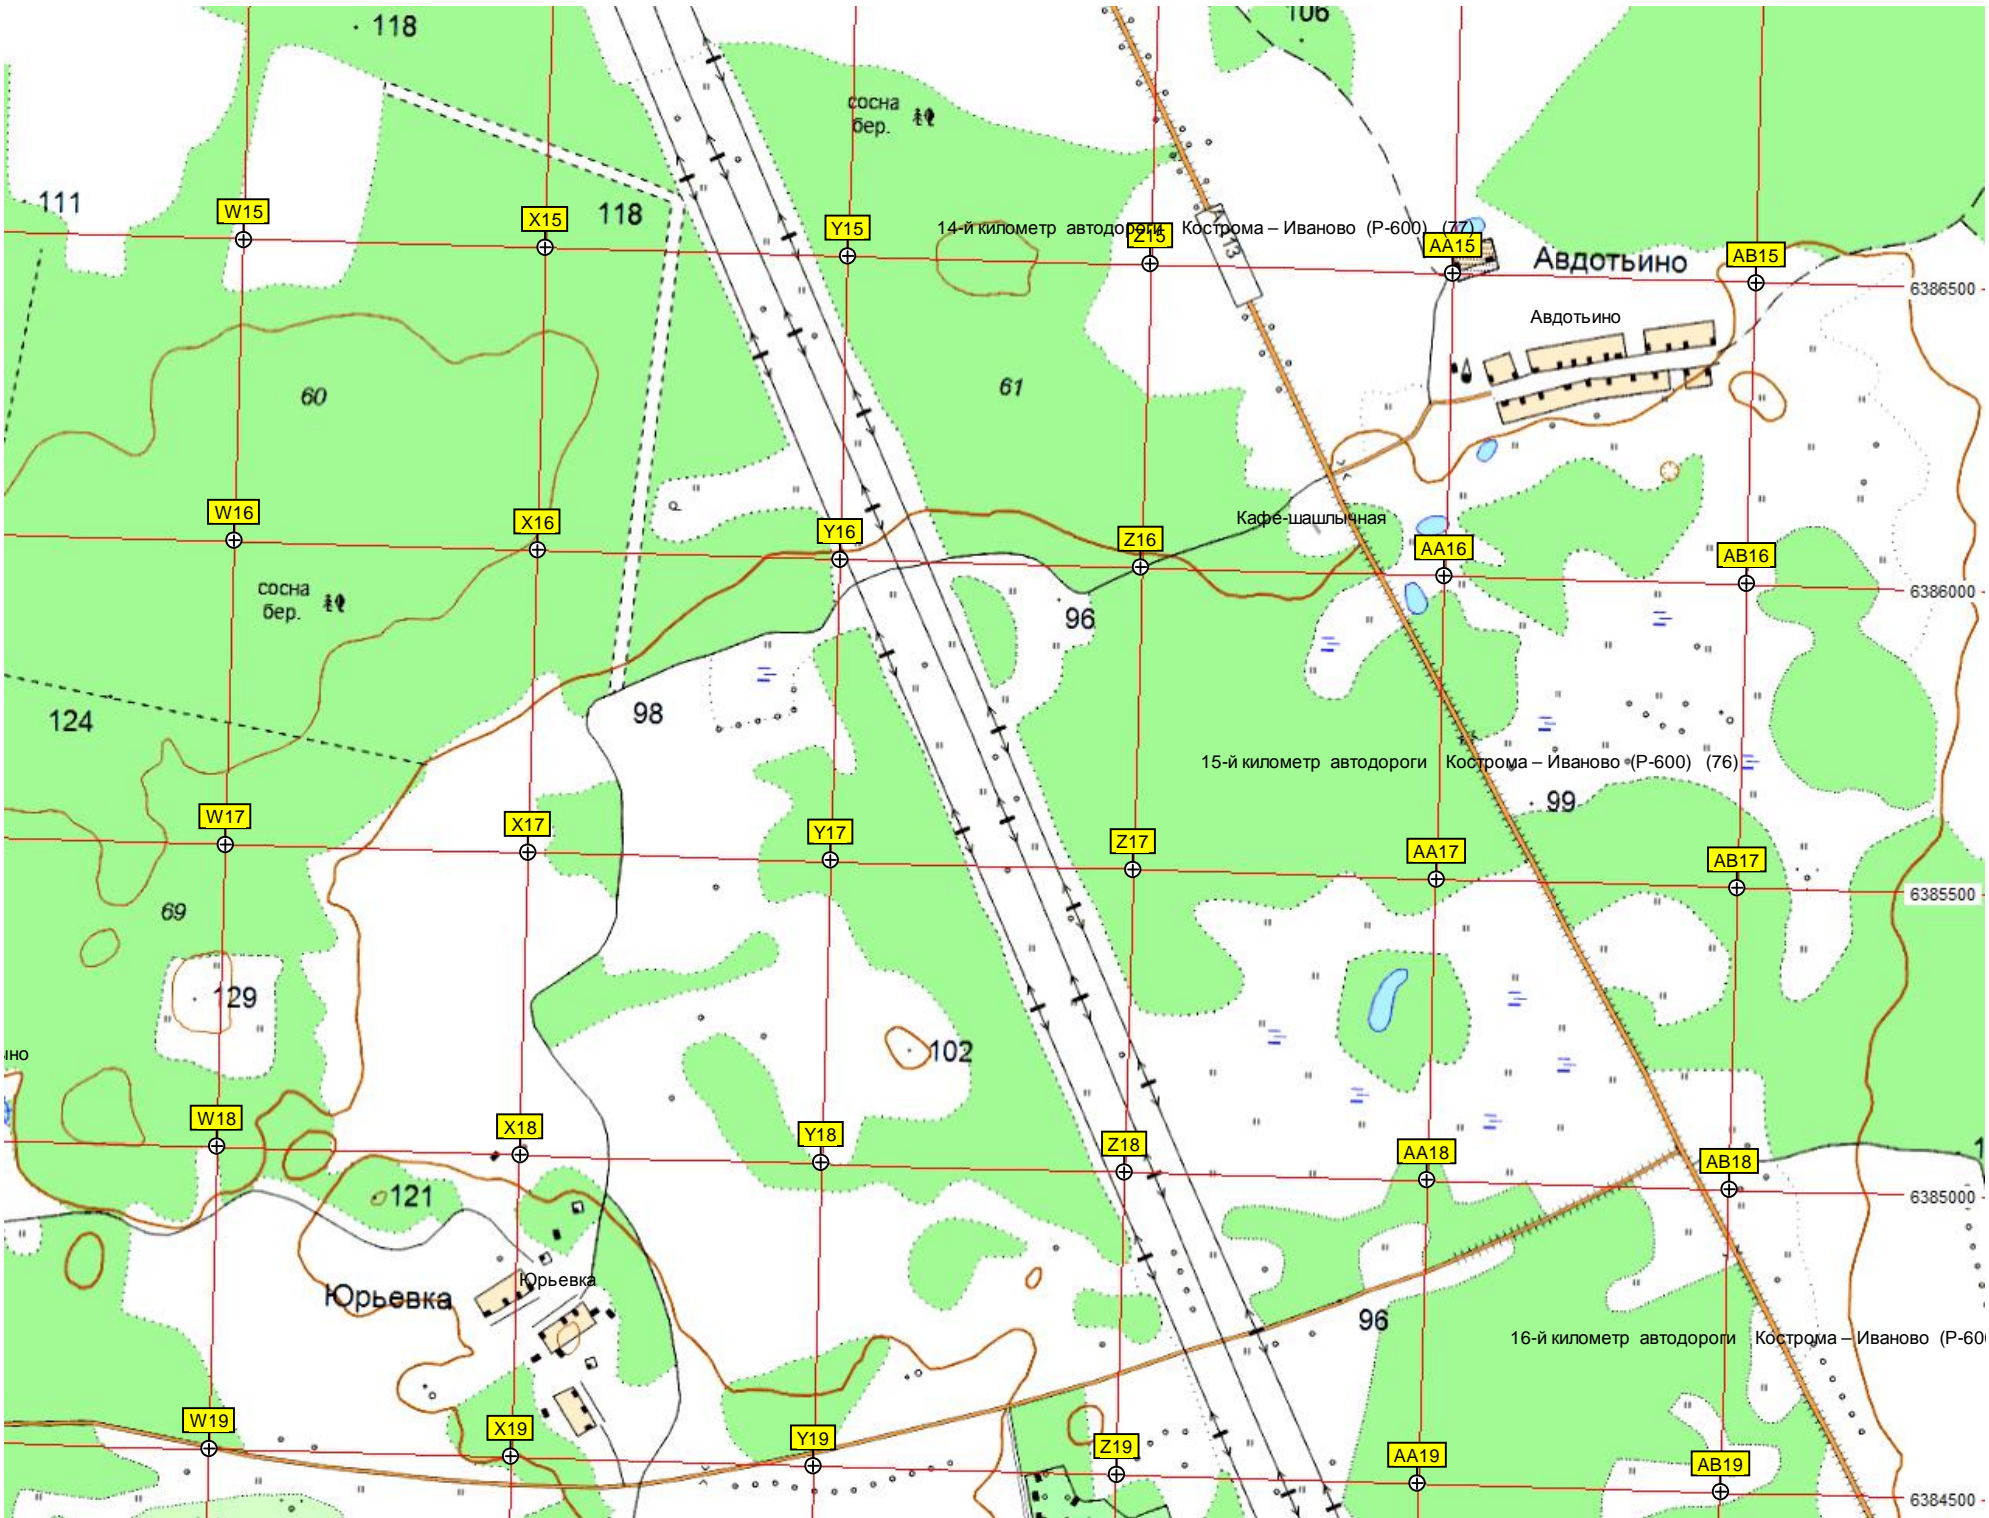 118
106
сосна
бер.
111
118
W15
X15
Y15
14-й километр автодороги Кострома – Иваново (Р-600) (77)
Z15
AA15
AB15
Авдотьино
6386500
Авдотьино
60
61
W16
X16
Y16
Z16
Кафе-шашлычная
AA16
AB16
6386000
сосна
бер.
96
124
98
15-й километр автодороги Кострома – Иваново (Р-600) (76)
99
W17
X17
Y17
Z17
AA17
AB17
6385500
69
129
102
W18
X18
Y18
Z18
AA18
AB18
6385000
121
Юрьевка
Юрьевка
96
16-й километр автодороги Кострома – Иваново (Р-60
W19
X19
Y19
Z19
AA19
AB19
6384500